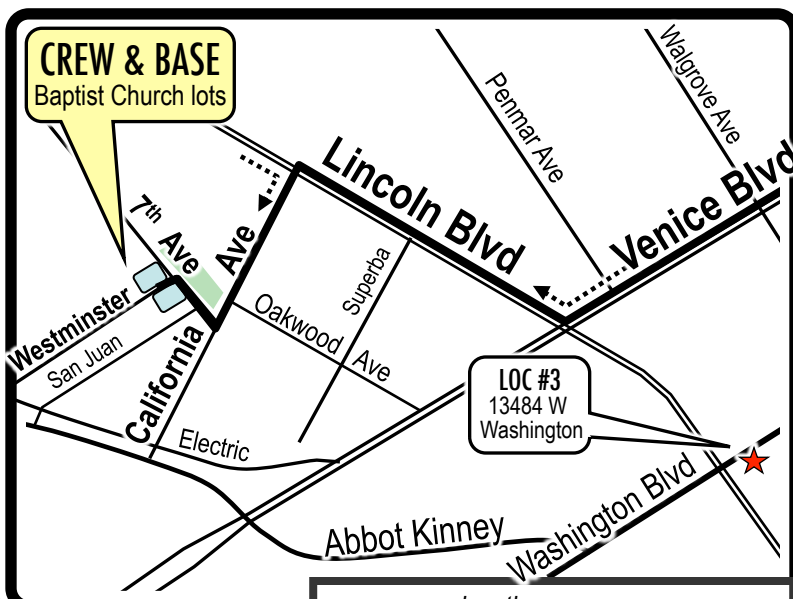 CREW & BASE
Baptist Church lots
Walgrove Ave
Penmar Ave
Lincoln Blvd
Venice Blvd
7th Ave
Ave
Superba
Oakwood Ave
Westminster
San Juan
California
Electric
LOC #3
13484 W
Washington
Washington Blvd
Abbot Kinney